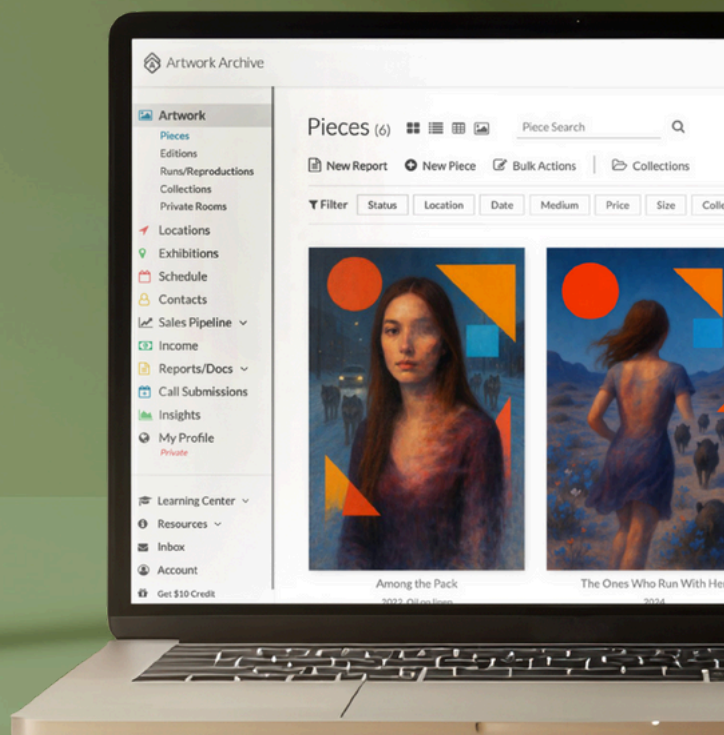 Artwork Archive
Artwork
Pieces
Editions
Runs/Reproductions
Collections
Private Rooms
Locations
Exhibitions
Schedule
Contacts
Sales Pipeline
Income
Reports/Docs
Call Submissions
Insights
My Profile
Private
Learning Center
Resources
Inbox
Account
Get $10 Credit
Pieces (6)
Piece Search
New Report
New Piece
Bulk Actions
Collections
Filter
Status
Location
Date
Medium
Price
Size
Among the Pack
2022, Oil on linen
The Ones Who Run With
2024